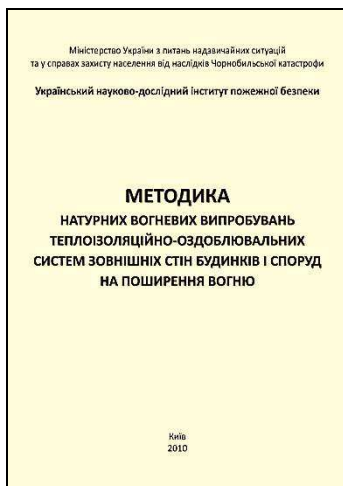 Міністерство України з питань надзвичайних ситуацій
та у справах захисту населення від наслідків Чорнобильської катастрофи
Український науково-дослідний інститут пожежної безпеки
МЕТОДИКА
НАТУРНИХ ВОГНЕВИХ ВИПРОБУВАНЬ
ТЕПЛОІЗОЛЯЦІЙНО-ОЗДОБЛЮВАЛЬНИХ
СИСТЕМ ЗОВНІШНІХ СТІН БУДИНКІВ І СПОРУД
НА ПОШИРЕННЯ ВОГНЮ
Київ
2010